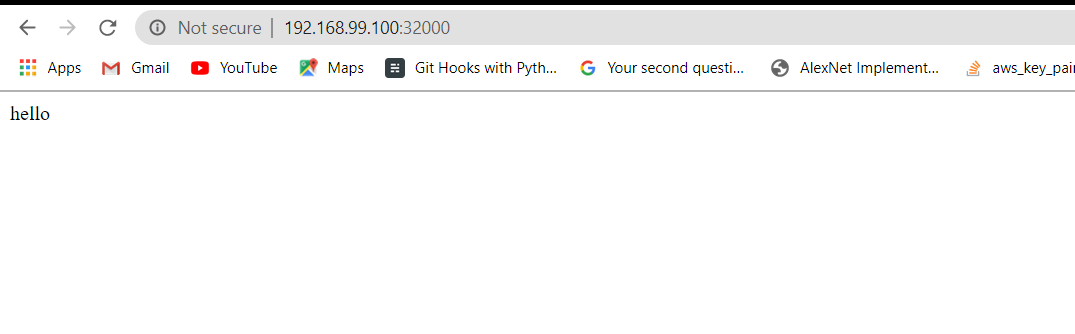 Not secure | 192.168.99.100:32000
Apps Gmail YouTube Maps Git Hooks with Pyth... Your second questi... AlexNet Implement... aws_key_pai
hello